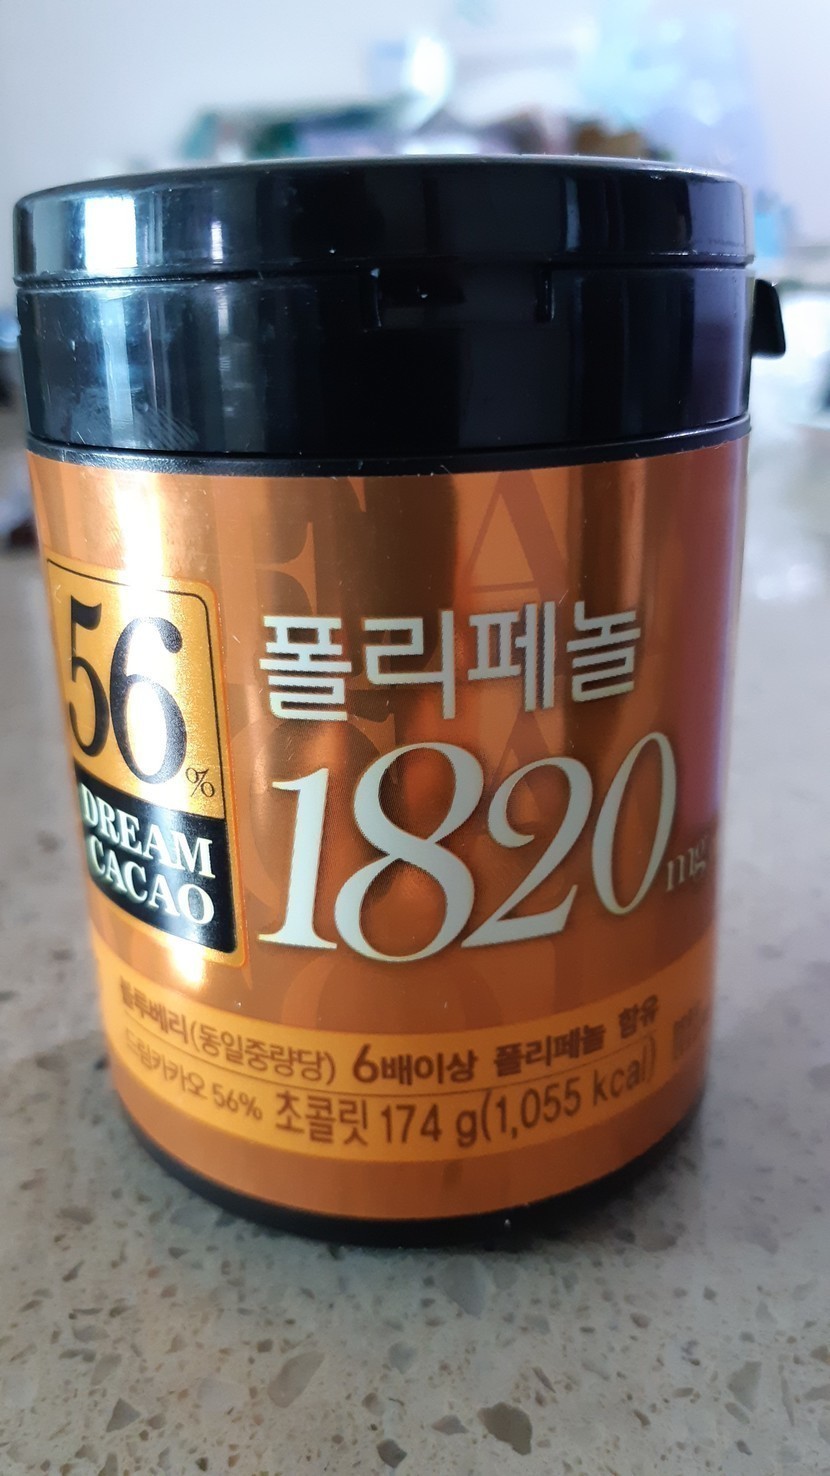 56%
DREAM
CACAO
폴리페놀
1820mg
블루베리(동일중량당) 6배이상 폴리페놀 함유
드림카카오 56% 초콜릿 174 g(1,055 kcal)